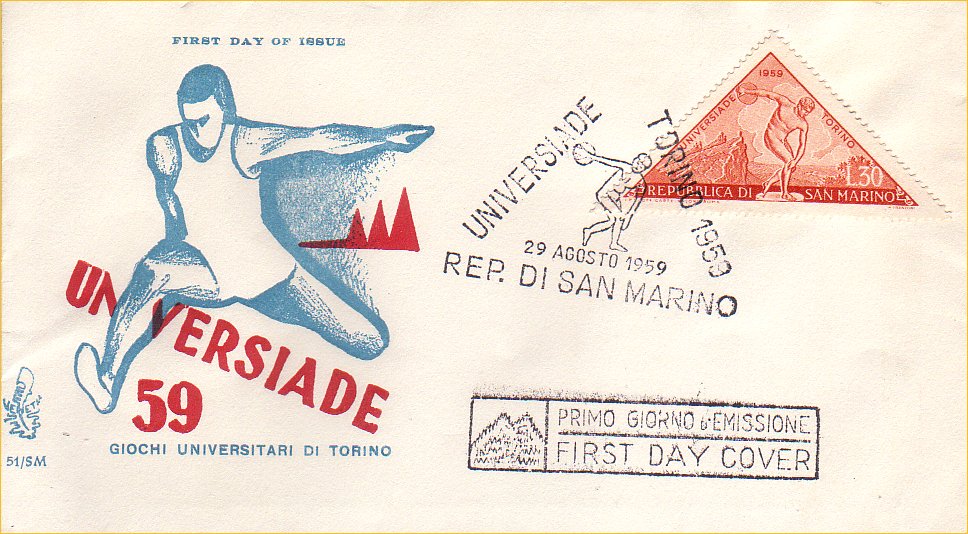 FIRST DAY OF ISSUE
UNIVERSIADE
59
GIOCHI UNIVERSITARI DI TORINO
51/SM
1959
UNIVERSIADE
TORINO
L.30
REPUBBLICA DI SAN MARINO
UNIVERSIADE
TORINO 1959
29 AGOSTO 1959
REP. DI SAN MARINO
PRIMO GIORNO D'EMISSIONE
FIRST DAY COVER